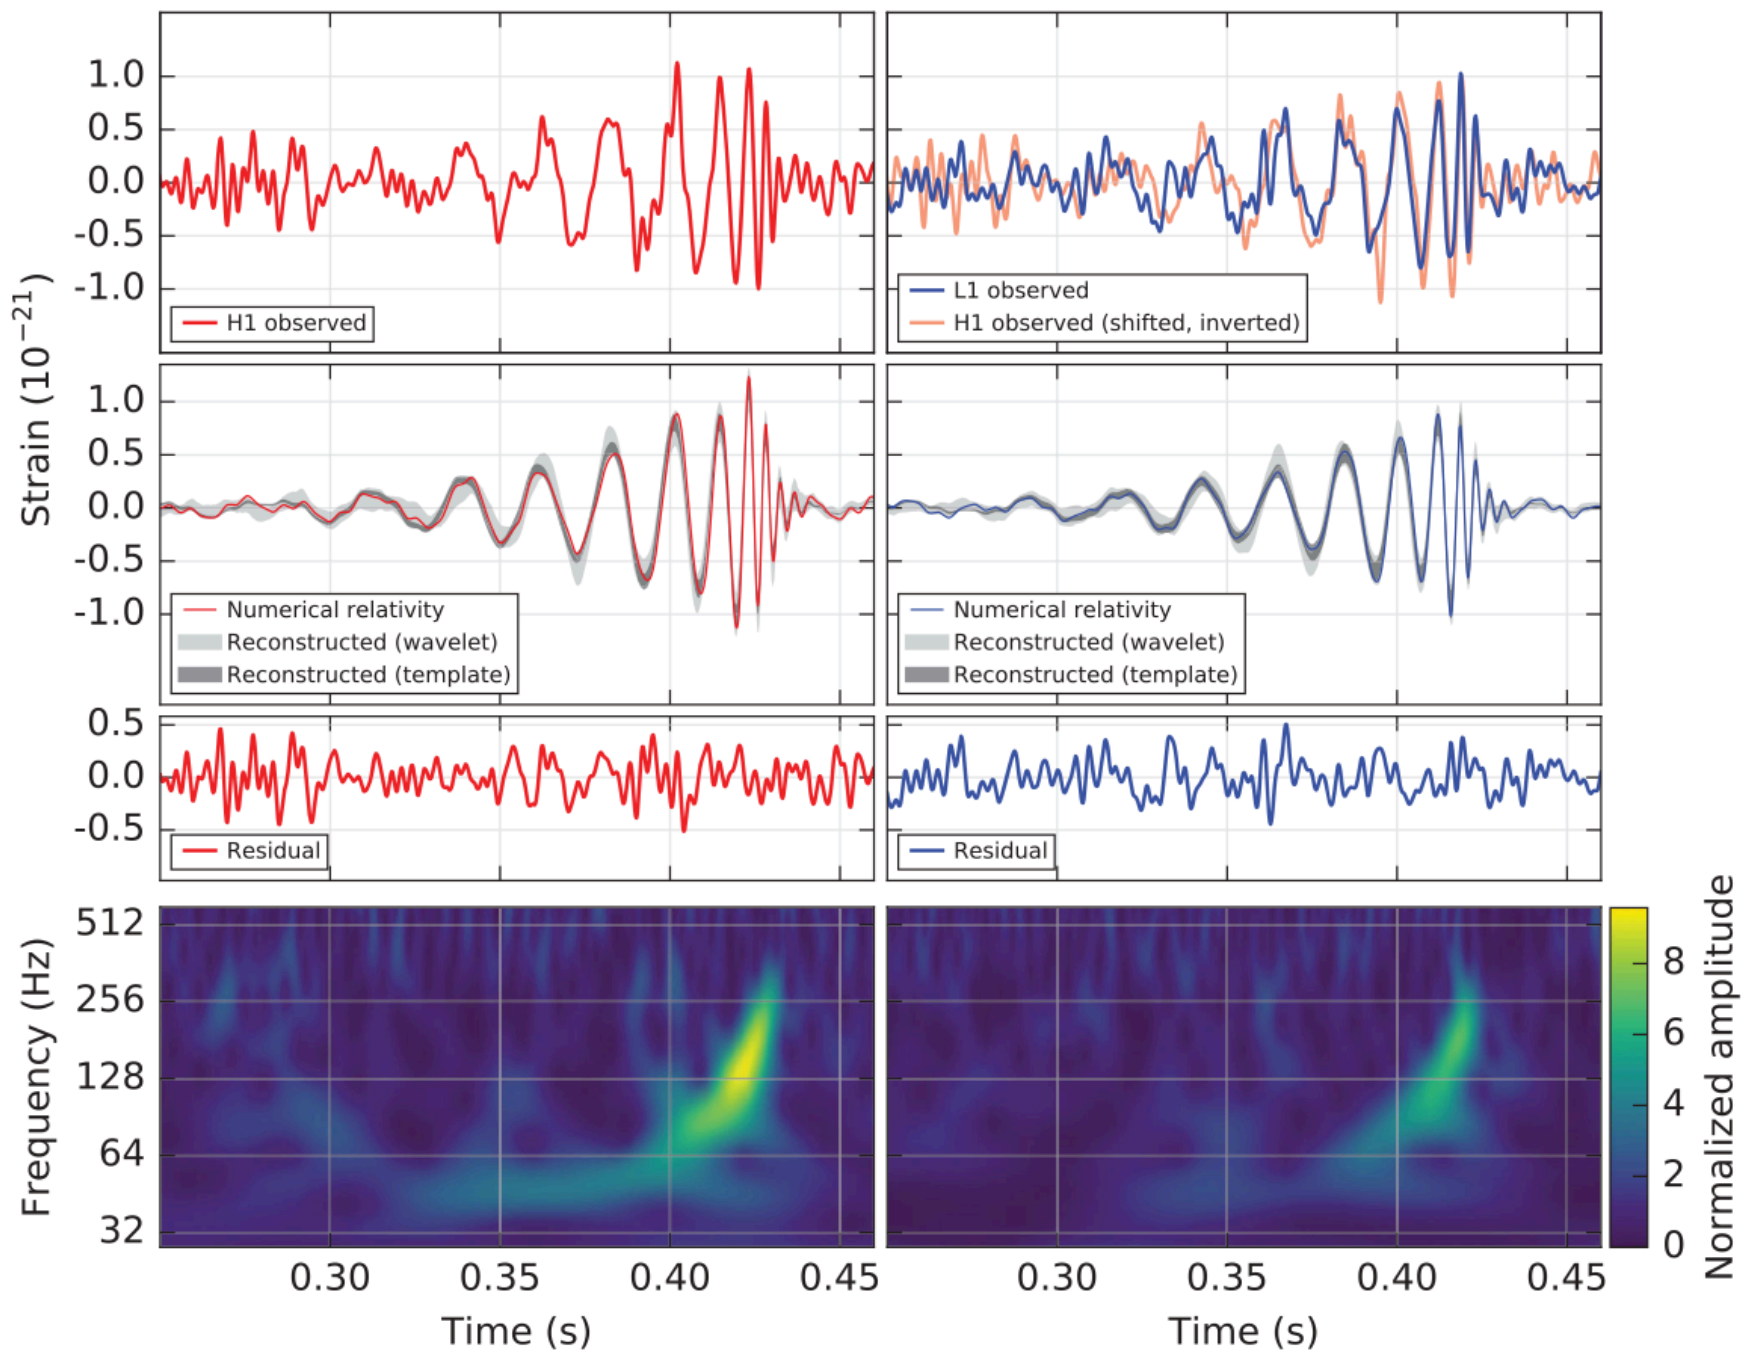 Strain (10⁻²¹)
1.0
0.5
0.0
-0.5
-1.0
H1 observed
L1 observed
H1 observed (shifted, inverted)
1.0
0.5
0.0
-0.5
-1.0
Numerical relativity
Reconstructed (wavelet)
Reconstructed (template)
Numerical relativity
Reconstructed (wavelet)
Reconstructed (template)
0.5
0.0
-0.5
Residual
Residual
Frequency (Hz)
512
256
128
64
32
0.30 0.35 0.40 0.45
Time (s)
0.30 0.35 0.40 0.45
Time (s)
8
6
4
2
0
Normalized amplitude